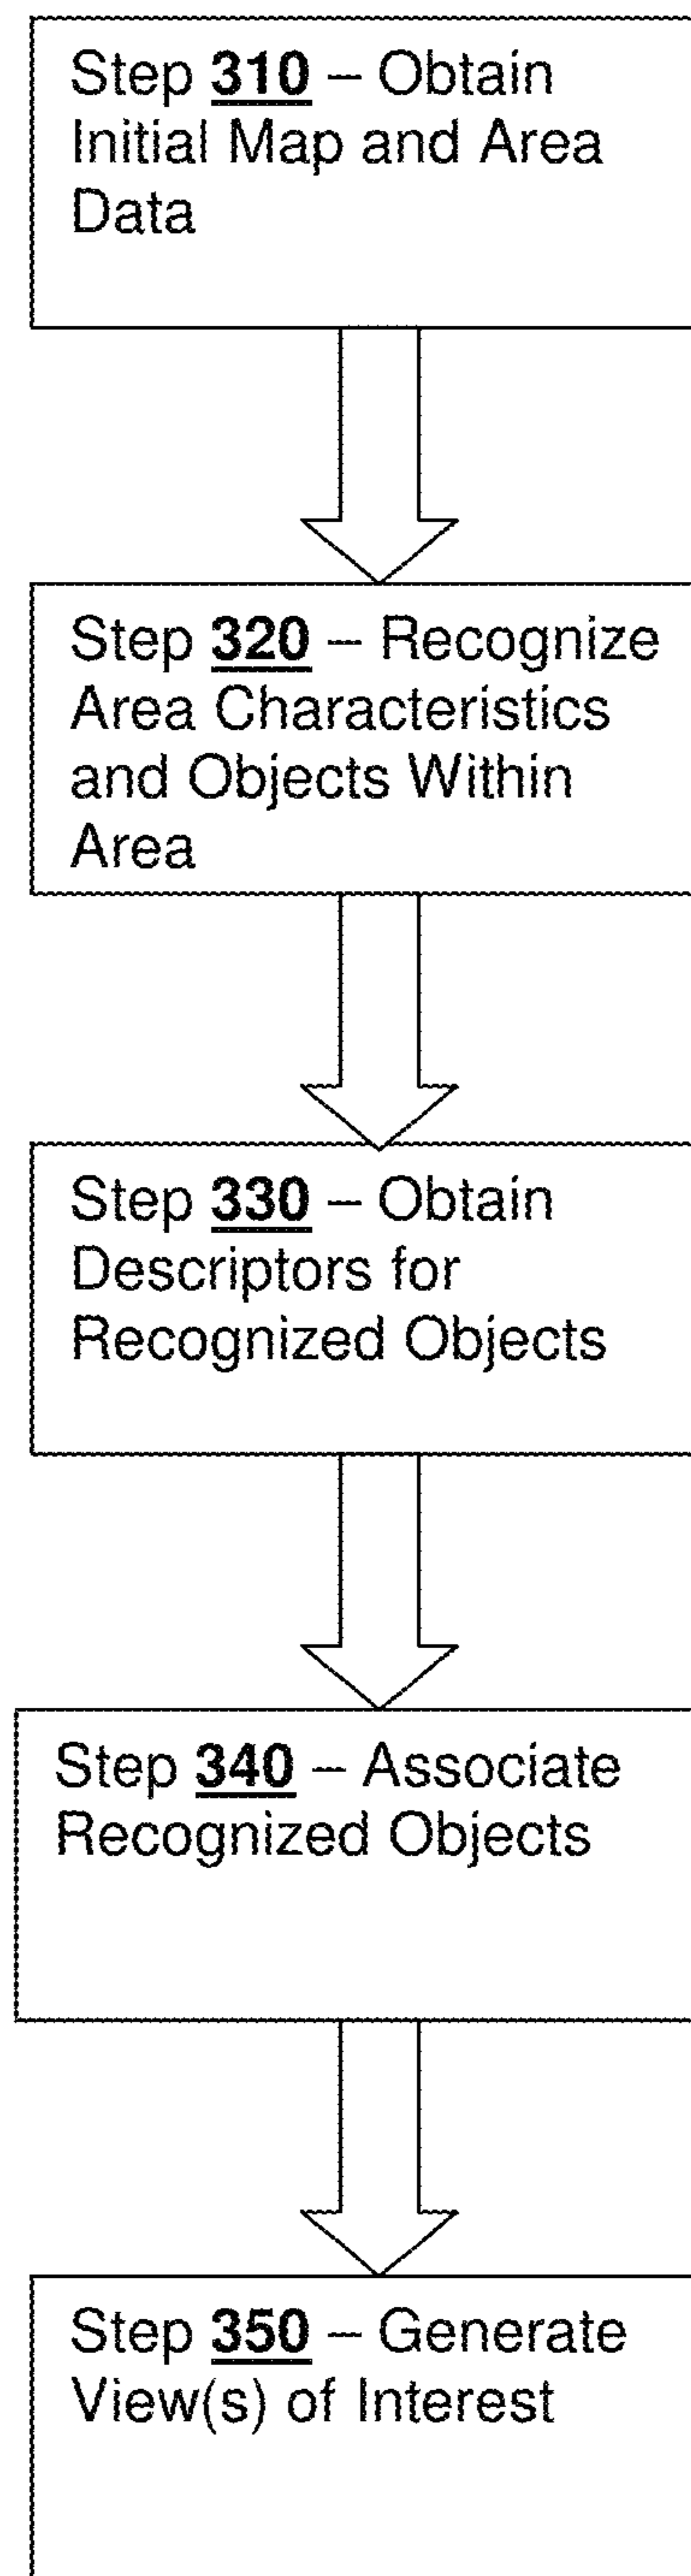 Step 310 – Obtain
Initial Map and Area
Data
Step 320 – Recognize
Area Characteristics
and Objects Within
Area
Step 330 – Obtain
Descriptors for
Recognized Objects
Step 340 – Associate
Recognized Objects
Step 350 – Generate
View(s) of Interest